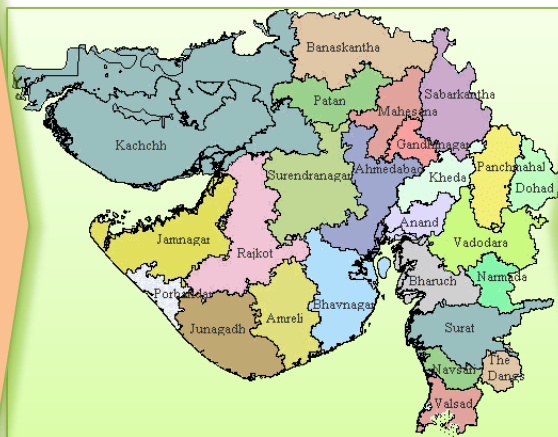 Banaskantha
Patan
Mahesana
Sabarkantha
Kachchh
Gandhinagar
Surendranagar
Ahmedabad
Kheda
Panchmahal
Dohad
Anand
Jamnagar
Rajkot
Vadodara
Porbandar
Bhavnagar
Bharuch
Narmada
Junagadh
Amreli
Surat
The
Dangs
Navsari
Valsad